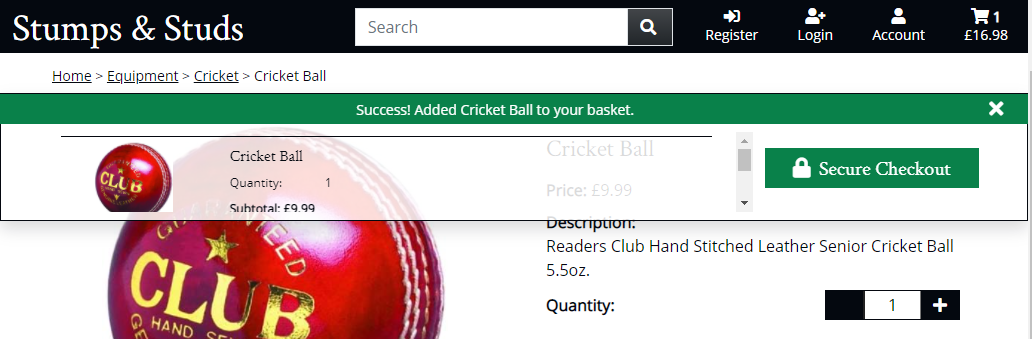 Stumps & Studs
Search
Register
Login
Account
1
£16.98
Home > Equipment > Cricket > Cricket Ball
Success! Added Cricket Ball to your basket.
CLUB
Cricket Ball
Quantity: 1
Subtotal: £9.99
Secure Checkout
Cricket Ball
Price: £9.99
Description:
Readers Club Hand Stitched Leather Senior Cricket Ball
5.5oz.
Quantity: 1 +
CLUB